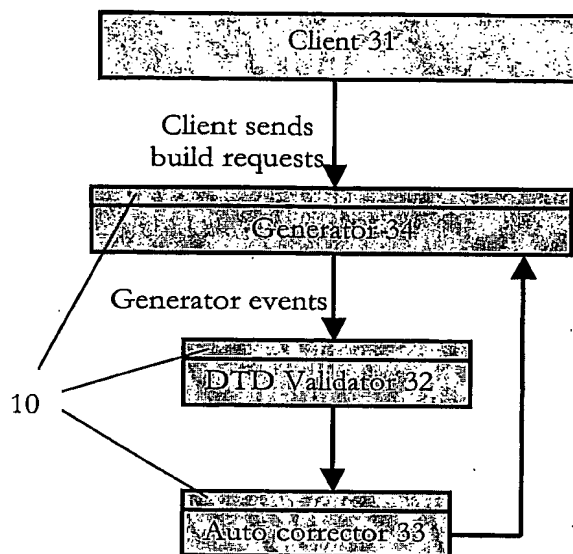 Client 31
Client sends
build requests
Generator 34
Generator events
DTD Validator 32
10
Auto corrector 33